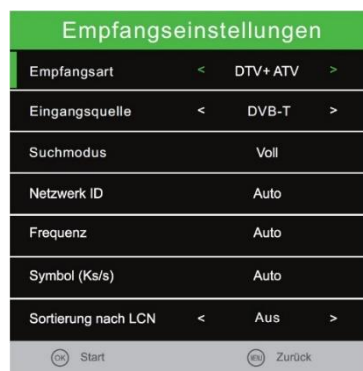 Empfangseinstellungen
Empfangsart < DTV+ATV >
Eingangsquelle < DVB-T >
Suchmodus Voll
Netzwerk ID Auto
Frequenz Auto
Symbol (Ks/s) Auto
Sortierung nach LCN < Aus >
OK Start MENU Zurück